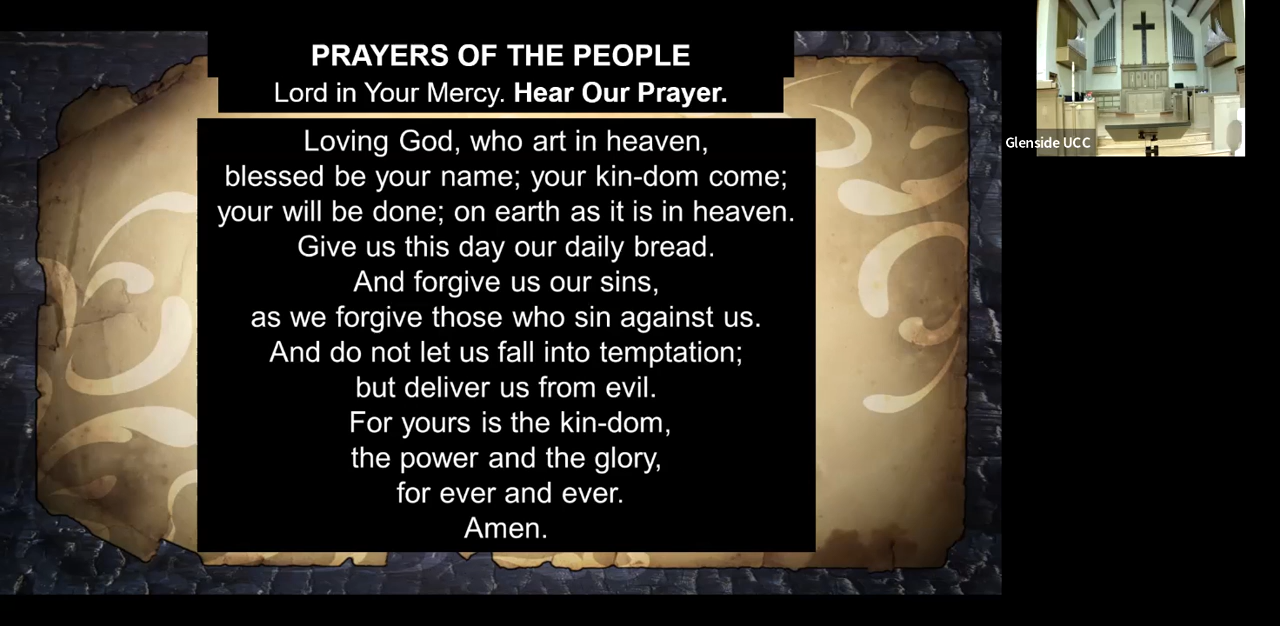 PRAYERS OF THE PEOPLE
Lord in Your Mercy. Hear Our Prayer.
Loving God, who art in heaven,
blessed be your name; your kin-dom come;
your will be done; on earth as it is in heaven.
Give us this day our daily bread.
And forgive us our sins,
as we forgive those who sin against us.
And do not let us fall into temptation;
but deliver us from evil.
For yours is the kin-dom,
the power and the glory,
for ever and ever.
Amen.
Glenside UCC